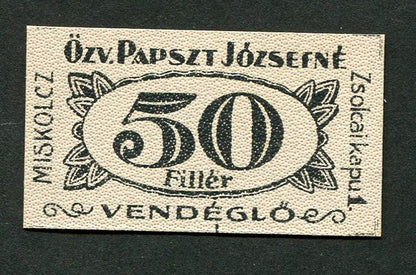 Özv. Papszt Józsefné
MISKOLCZ
50
Fillér
Zsolcai kapu 1.
VENDÉGLŐ